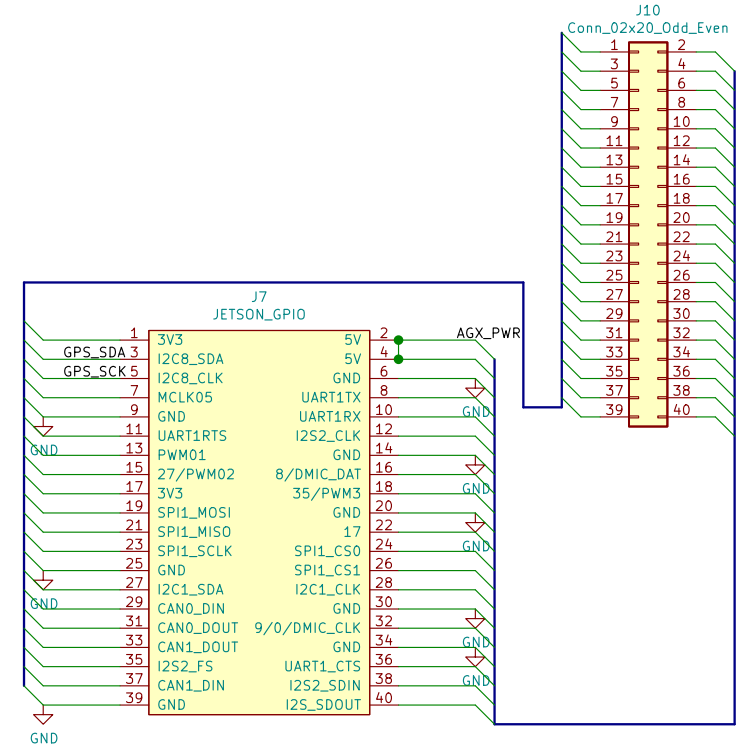 J10
Conn_02x20_Odd_Even
1 2
3 4
5 6
7 8
9 10
11 12
13 14
15 16
17 18
19 20
21 22
23 24
25 26
27 28
29 30
31 32
33 34
35 36
37 38
39 40
J7
JETSON_GPIO
1 3V3 5V 2 AGX_PWR
GPS_SDA 3 I2C8_SDA 5V 4
GPS_SCK 5 I2C8_CLK GND 6
7 MCLK05 UART1TX 8 GND
9 GND UART1RX 10
GND 11 UART1RTS I2S2_CLK 12
13 PWM01 GND 14
15 27/PWM02 8/DMIC_DAT 16
17 3V3 35/PWM3 18 GND
19 SPI1_MOSI GND 20
21 SPI1_MISO 17 22
23 SPI1_SCLK SPI1_CS0 24 GND
25 GND SPI1_CS1 26
27 I2C1_SDA I2C1_CLK 28
GND 29 CAN0_DIN GND 30
31 CAN0_DOUT 9/0/DMIC_CLK 32
33 CAN1_DOUT GND 34 GND
35 I2S2_FS UART1_CTS 36
37 CAN1_DIN I2S2_SDIN 38 GND
39 GND I2S_SDOUT 40
GND